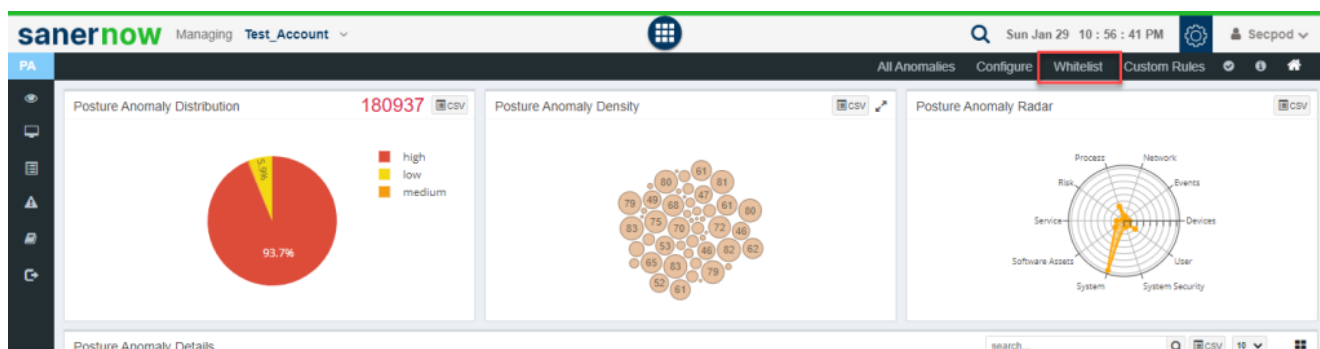 sanernow Managing Test_Account Sun Jan 29 10 : 56 : 41 PM Secpod
PA All Anomalies Configure Whitelist Custom Rules
Posture Anomaly Distribution 180937 CSV
5.9%
93.7%
high
low
medium
Posture Anomaly Density CSV
61
80 81
79 49 47
68 61 80
83 75 70 72 46
53 46 82 62
65 83 79
52 61
Posture Anomaly Radar CSV
Process Network
Risk Events
Service Devices
Software Assets User
System System Security
Posture Anomaly Details search... CSV 10